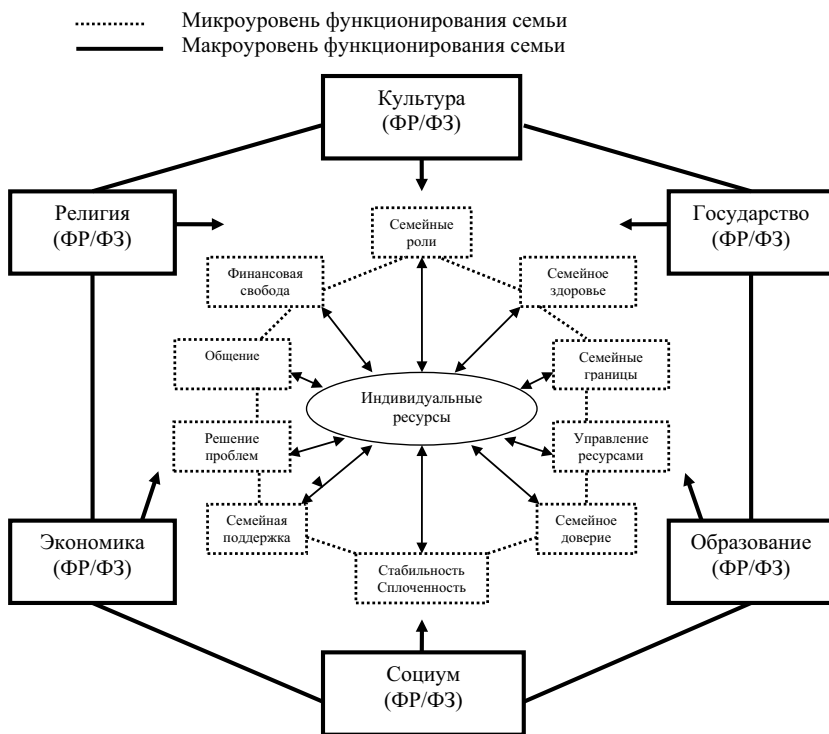 Микроуровень функционирования семьи
Макроуровень функционирования семьи
Культура
(ФР/ФЗ)
Религия
(ФР/ФЗ)
Государство
(ФР/ФЗ)
Семейные
роли
Финансовая
свобода
Семейное
здоровье
Общение
Семейные
границы
Индивидуальные
ресурсы
Решение
проблем
Управление
ресурсами
Семейная
поддержка
Семейное
доверие
Стабильность
Сплоченность
Экономика
(ФР/ФЗ)
Образование
(ФР/ФЗ)
Социум
(ФР/ФЗ)